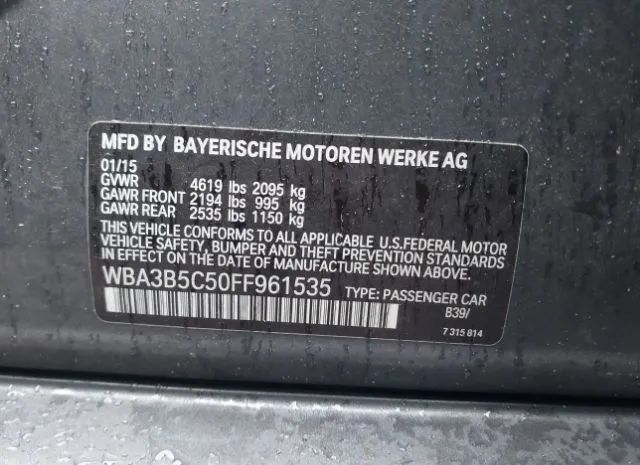 MFD BY BAYERISCHE MOTOREN WERKE AG
01/15
GVWR 4619 lbs 2095 kg
GAWR FRONT 2194 lbs 995 kg
GAWR REAR 2535 lbs 1150 kg
THIS VEHICLE CONFORMS TO ALL APPLICABLE U.S.FEDERAL MOTOR
VEHICLE SAFETY, BUMPER AND THEFT PREVENTION STANDARDS
IN EFFECT ON THE DATE OF MANUFACTURE SHOWN ABOVE.
WBA3B5C50FF961535 TYPE: PASSENGER CAR
B39/
7 315 814